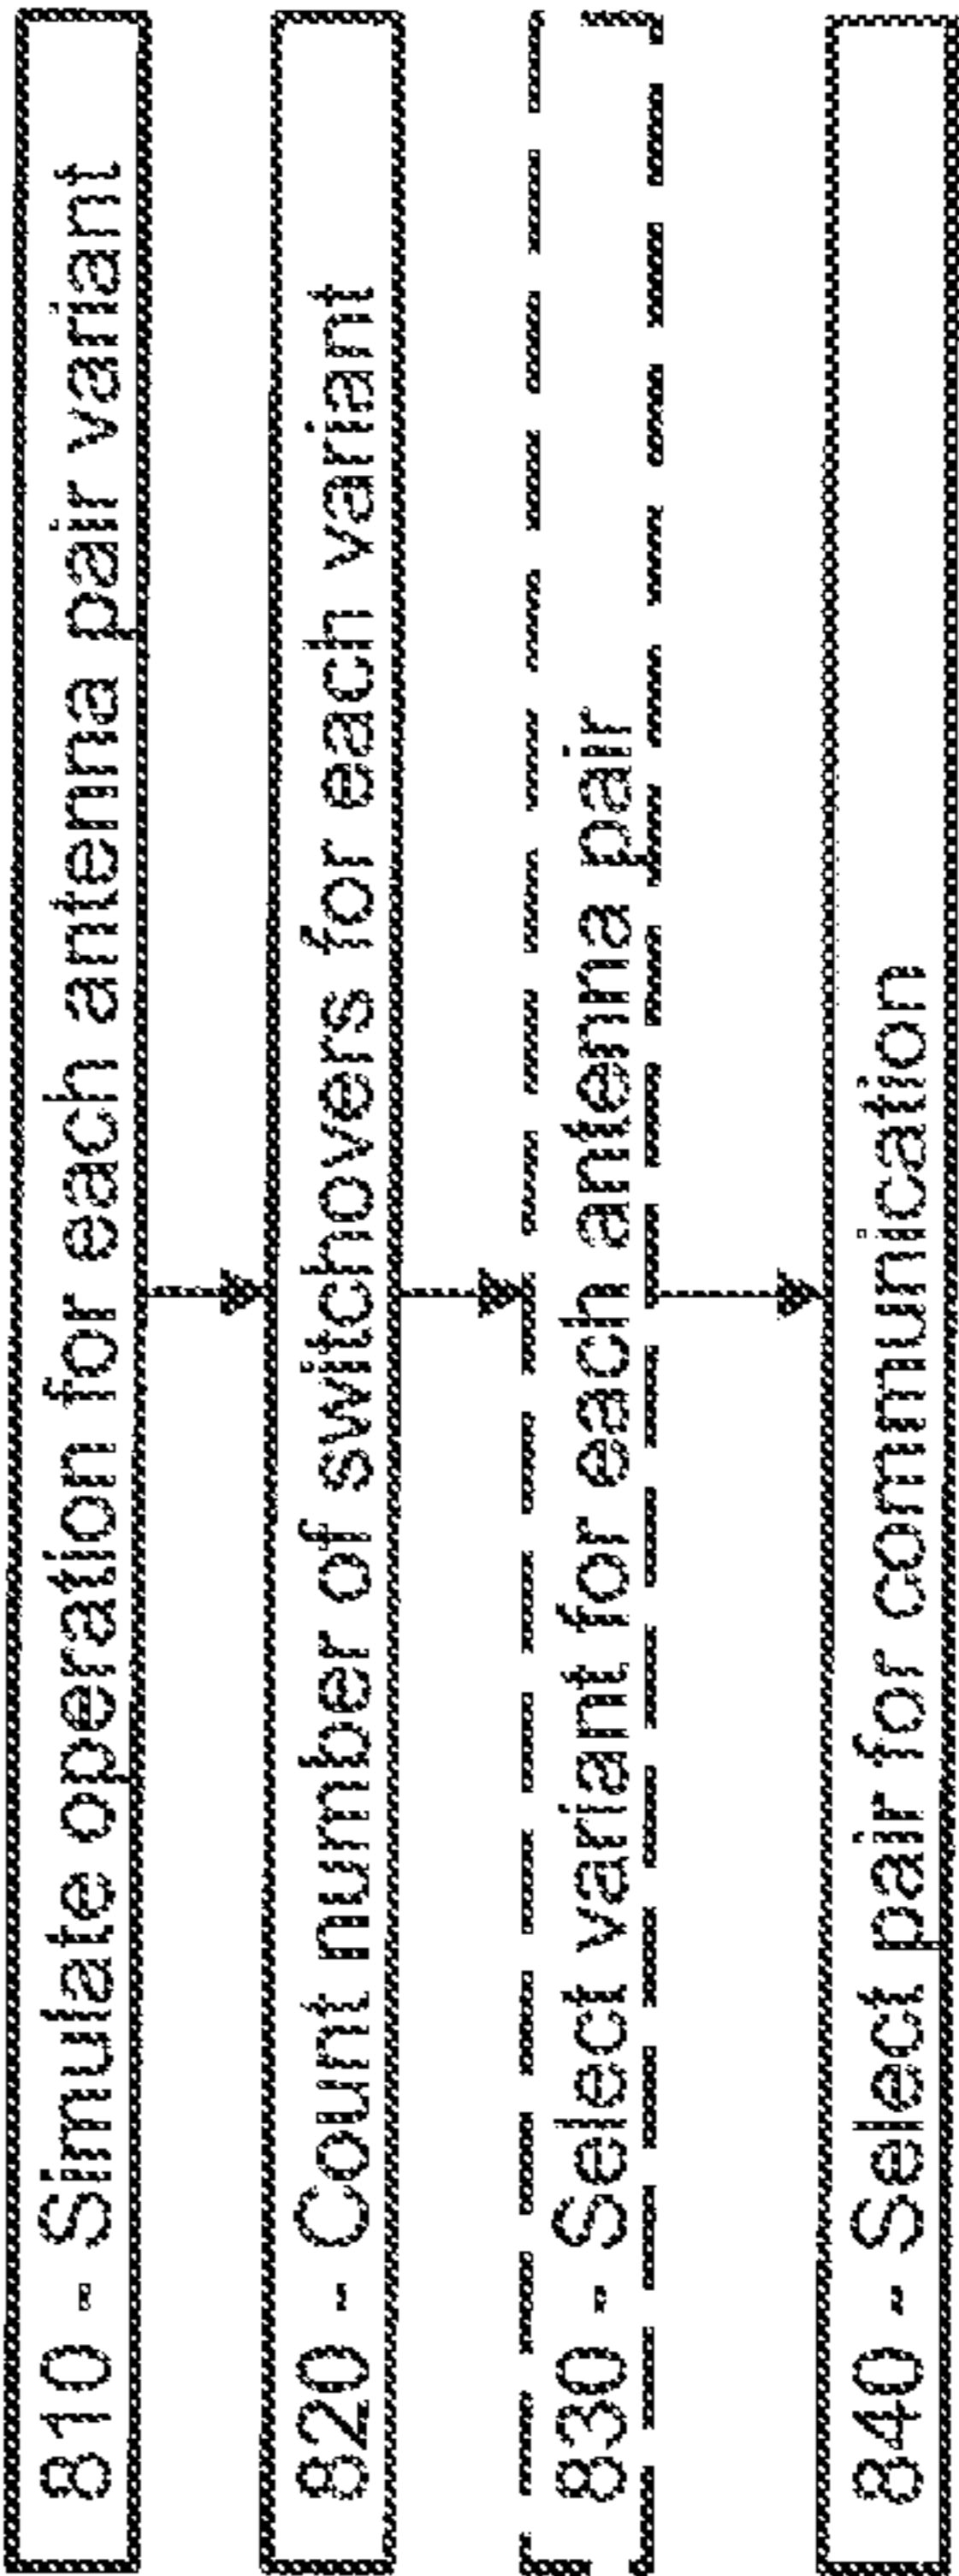 810 - Simulate operation for each antenna pair variant
820 - Count number of switchovers for each variant
830 - Select variant for each antenna pair
840 - Select pair for communication